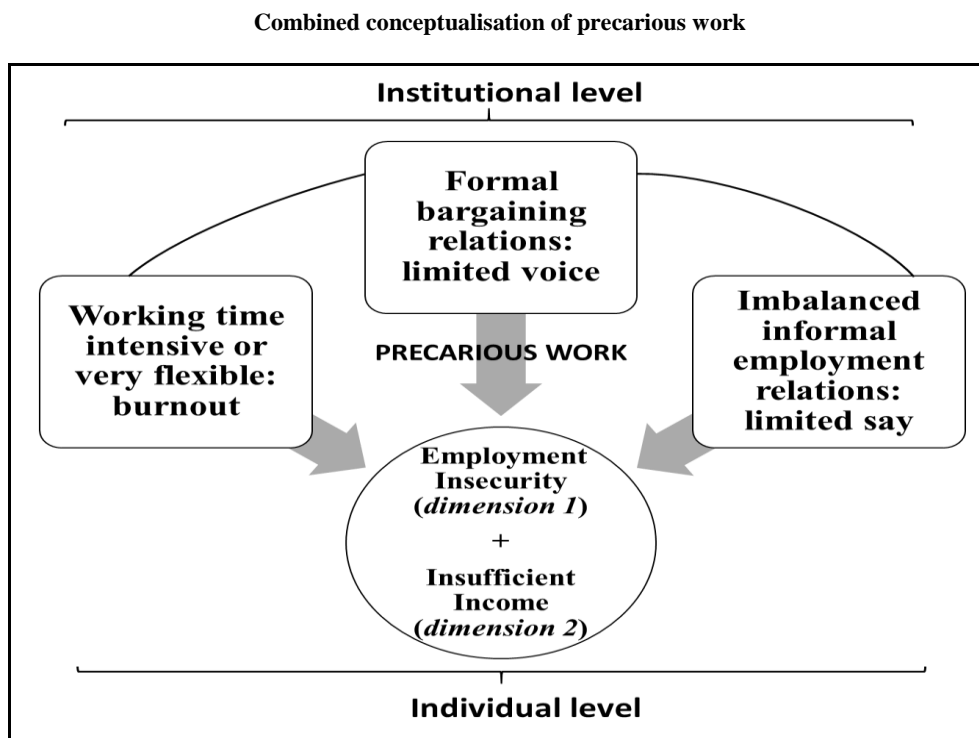 Combined conceptualisation of precarious work
Institutional level
Formal
bargaining
relations:
limited voice
Working time
intensive or
very flexible:
burnout
Imbalanced
informal
employment
relations:
limited say
PRECARIOUS WORK
Employment
Insecurity
(dimension 1)
+
Insufficient
Income
(dimension 2)
Individual level